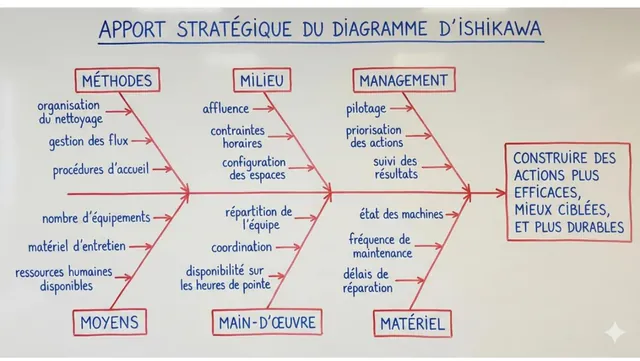 APPORT STRATÉGIQUE DU DIAGRAMME D'ISHIKAWA
MÉTHODES
organisation
du nettoyage
gestion des flux
procédures d'accueil
MILIEU
affluence
contraintes
horaires
configuration
des espaces
MANAGEMENT
pilotage
priorisation
des actions
suivi des
résultats
CONSTRUIRE DES
ACTIONS PLUS
EFFICACES,
MIEUX CIBLÉES,
ET PLUS DURABLES
nombre d'équipements
matériel d'entretien
ressources humaines
disponibles
MOYENS
répartition de
l'équipe
coordination
disponibilité sur
les heures de pointe
MAIN-D'ŒUVRE
état des machines
fréquence de
maintenance
délais de
réparation
MATÉRIEL